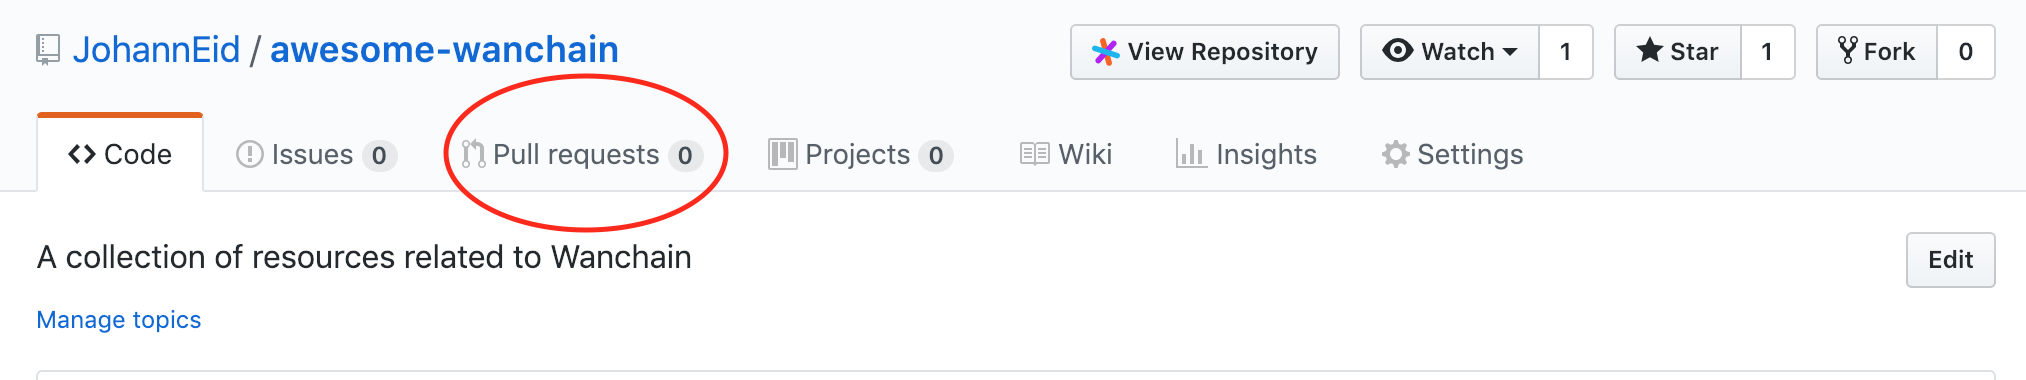 JohannEid / awesome-wanchain
View Repository Watch 1 Star 1 Fork 0
Code Issues 0 Pull requests 0 Projects 0 Wiki Insights Settings
A collection of resources related to Wanchain
Edit
Manage topics